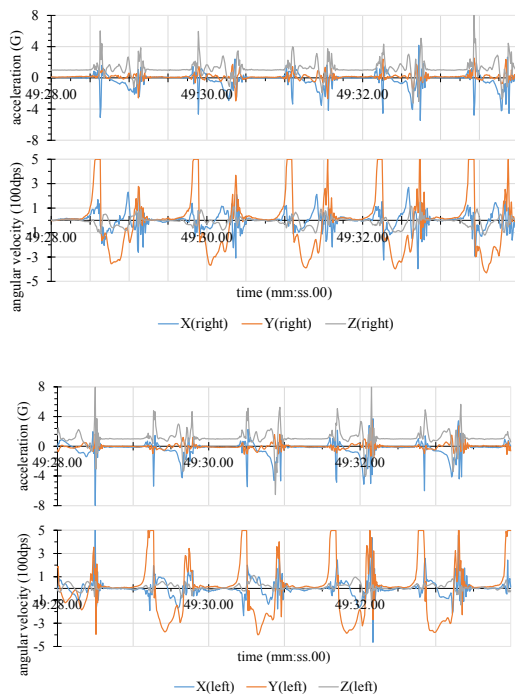 acceleration (G)
8
4
0
-4
-8
49:28.00 49:30.00 49:32.00
angular velocity (100dps)
5
3
1
-1
-3
-5
49:28.00 49:30.00 49:32.00
time (mm:ss.00)
X(right) Y(right) Z(right)
acceleration (G)
8
4
0
-4
-8
49:28.00 49:30.00 49:32.00
angular velocity (100dps)
5
3
1
-1
-3
-5
49:28.00 49:30.00 49:32.00
time (mm:ss.00)
X(left) Y(left) Z(left)